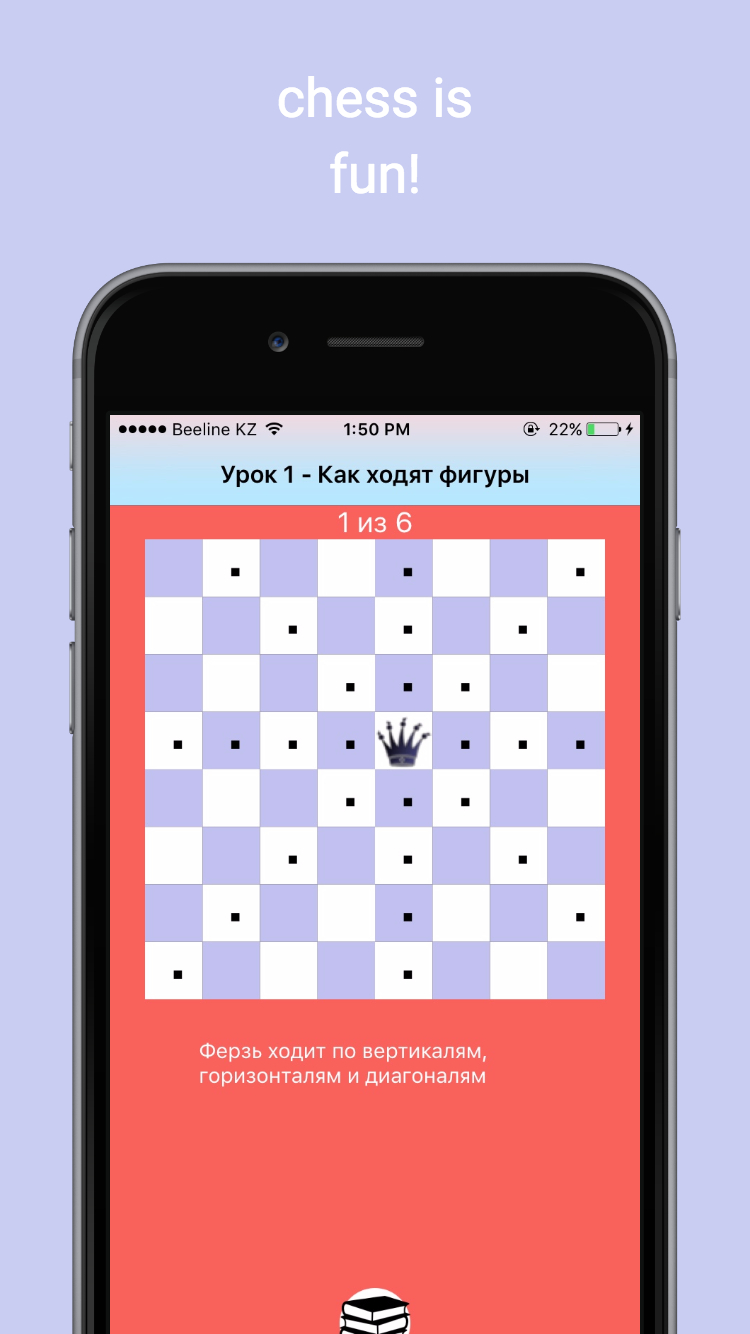 chess is
fun!
Beeline KZ
1:50 PM
22%
Урок 1 - Как ходят фигуры
1 из 6
Ферзь ходит по вертикалям,
горизонталям и диагоналям